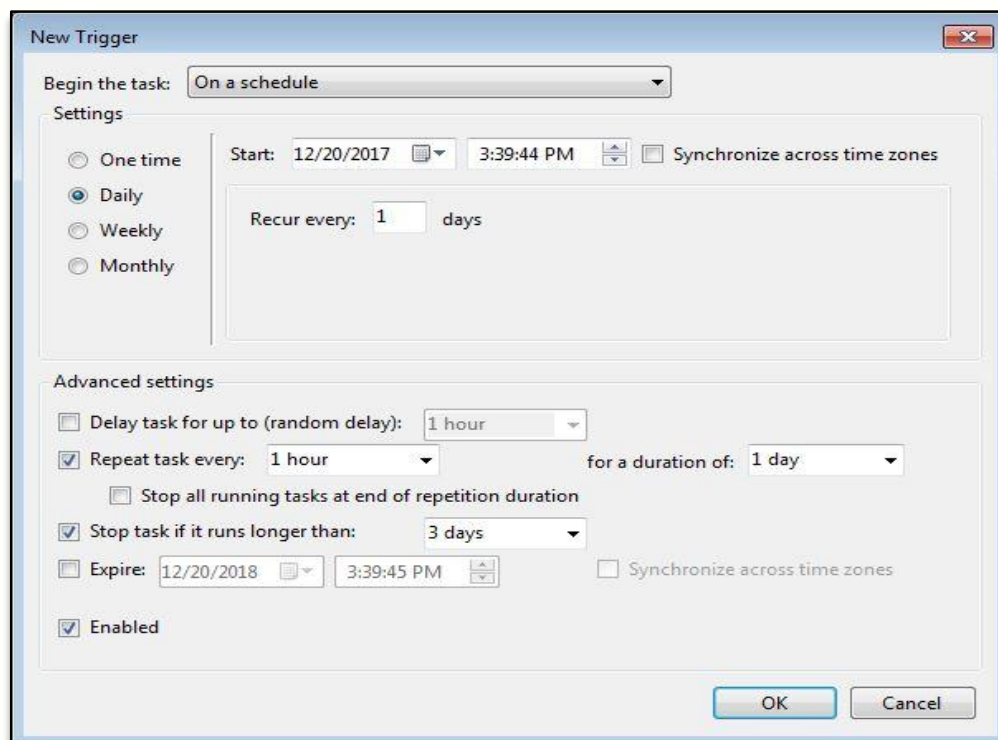 New Trigger
Begin the task: On a schedule
Settings
One time
Daily
Weekly
Monthly
Start: 12/20/2017 3:39:44 PM Synchronize across time zones
Recur every: 1 days
Advanced settings
Delay task for up to (random delay): 1 hour
Repeat task every: 1 hour for a duration of: 1 day
Stop all running tasks at end of repetition duration
Stop task if it runs longer than: 3 days
Expire: 12/20/2018 3:39:45 PM Synchronize across time zones
Enabled
OK Cancel